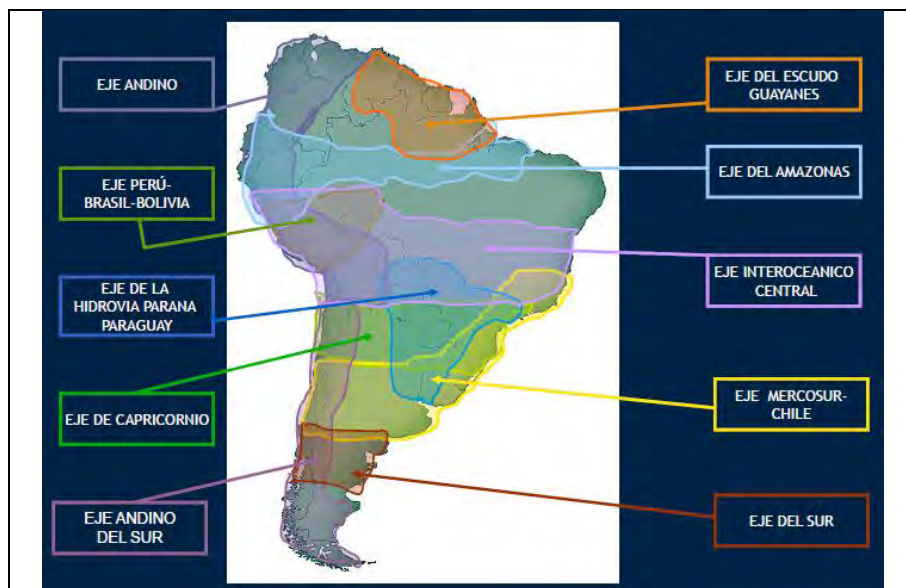 EJE ANDINO
EJE PERÚ-
BRASIL-BOLIVIA
EJE DE LA
HIDROVIA PARANA
PARAGUAY
EJE DE CAPRICORNIO
EJE ANDINO
DEL SUR
EJE DEL ESCUDO
GUAYANES
EJE DEL AMAZONAS
EJE INTEROCEANICO
CENTRAL
EJE MERCOSUR-
CHILE
EJE DEL SUR